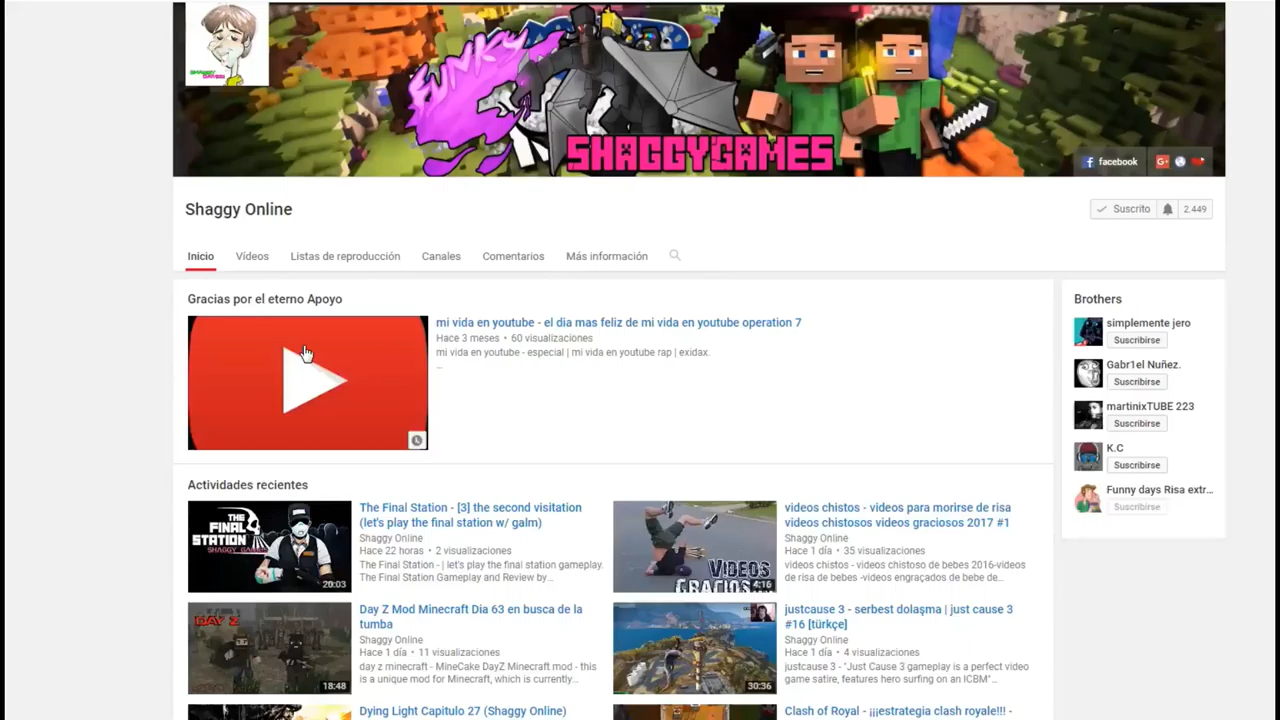 SHAGGYGAMES
facebook
Shaggy Online
Suscrito 2.449
Inicio Vídeos Listas de reproducción Canales Comentarios Más información
Gracias por el eterno Apoyo
mi vida en youtube - el dia mas feliz de mi vida en youtube operation 7
Hace 3 meses • 60 visualizaciones
mi vida en youtube - especial | mi vida en youtube rap | exidax.
...
Brothers
simplemente jero
Suscribirse
Gabr1el Nuñez.
Suscribirse
martinixTUBE 223
Suscribirse
K.C
Suscribirse
Funny days Risa extr...
Suscribirse
Actividades recientes
THE
FINAL
STATION
SHAGGY GAMES
20:03
The Final Station - [3] the second visitation
(let's play the final station w/ galm)
Shaggy Online
Hace 22 horas • 2 visualizaciones
The Final Station - | let's play the final station gameplay.
The Final Station Gameplay and Review by...
VIDEOS
GRACIOSOS
4:16
videos chistos - videos para morirse de risa
videos chistosos videos graciosos 2017 #1
Shaggy Online
Hace 1 día • 35 visualizaciones
videos chistos - videos chistosos de bebes 2016-videos
de risa de bebes -videos engraçados de bebe de...
DAY Z
18:48
Day Z Mod Minecraft Dia 63 en busca de la
tumba
Shaggy Online
Hace 1 día • 11 visualizaciones
day z minecraft - MineCake DayZ Minecraft mod - this
is a unique mod for Minecraft, which is currently...
30:36
justcause 3 - serbest dolaşma | just cause 3
#16 [türkçe]
Shaggy Online
Hace 1 día • 4 visualizaciones
justcause 3 - "Just Cause 3 gameplay is a perfect video
game satire, features hero surfing on an ICBM"...
Dying Light Capitulo 27 (Shaggy Online)
Clash of Royal - ¡¡¡estrategia clash royale!!! -